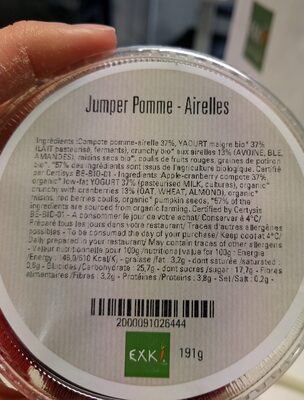 Jumper Pomme - Airelles
Ingrédients :Compote pomme-airelle 37%, YAOURT maigre bio* 37%
(LAIT pasteurisé, ferments), crunchy bio* aux airelles 13% (AVOINE, BLE,
AMANDES), raisins secs bio*, coulis de fruits rouges, graines de potiron
bio*, *57% des ingrédients sont issus de l'agriculture biologique. Certifié
par Certisys BE-BIO-01 - Ingredients: Apple-cranberry compote 37%,
organic* low-fat YOGURT 37% (pasteurised MILK, cultures), organic*
crunchy with cranberries 13% (OAT, WHEAT, ALMOND), organic*
raisins, red berries coulis, organic* pumpkin seeds, *57% of the
ingredients are sourced from organic farming. Certified by Certisys
BE-BIO-01 - A consommer le jour de votre achat/ Conserver à 4°C/
Préparé tous les jours dans votre restaurant/ Traces d'autres allergènes
possibles - To be consumed the day of your purchase/ Keep cool at 4°C/
Daily prepared in your restaurant/ May contain traces of other allergens
- Valeur nutritionnelle pour 100g /nutritional value for 100g : Energie
/Energy : 146,0/610 Kcal/Kj - graisse /fat : 3,2g - dont saturée /saturated :
0,6g - Glucides /Carbohydrate : 25,7g - dont sucres /sugar : 17,7g - Fibres
alimentaires /Fibres : 3,2g - Protéines /Proteins : 3,8g - Sel /Salt : 0,2g -
2000091026444
EXKi 191g